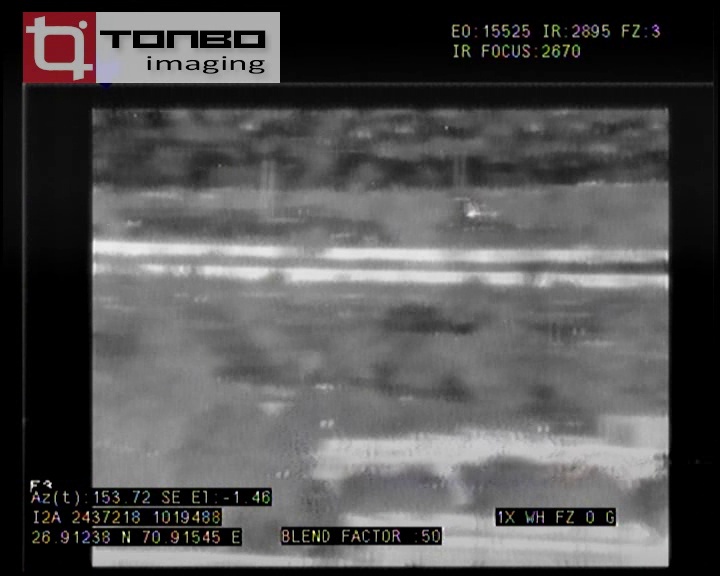 TONBO
imaging
EO:15525 IR:2895 FZ:3
IR FOCUS:2670
F3
Az(t):153.72 SE El:-1.46
I2A 2437218 1019488
26.91238 N 70.91545 E
BLEND FACTOR :50
1X WH FZ 0 G